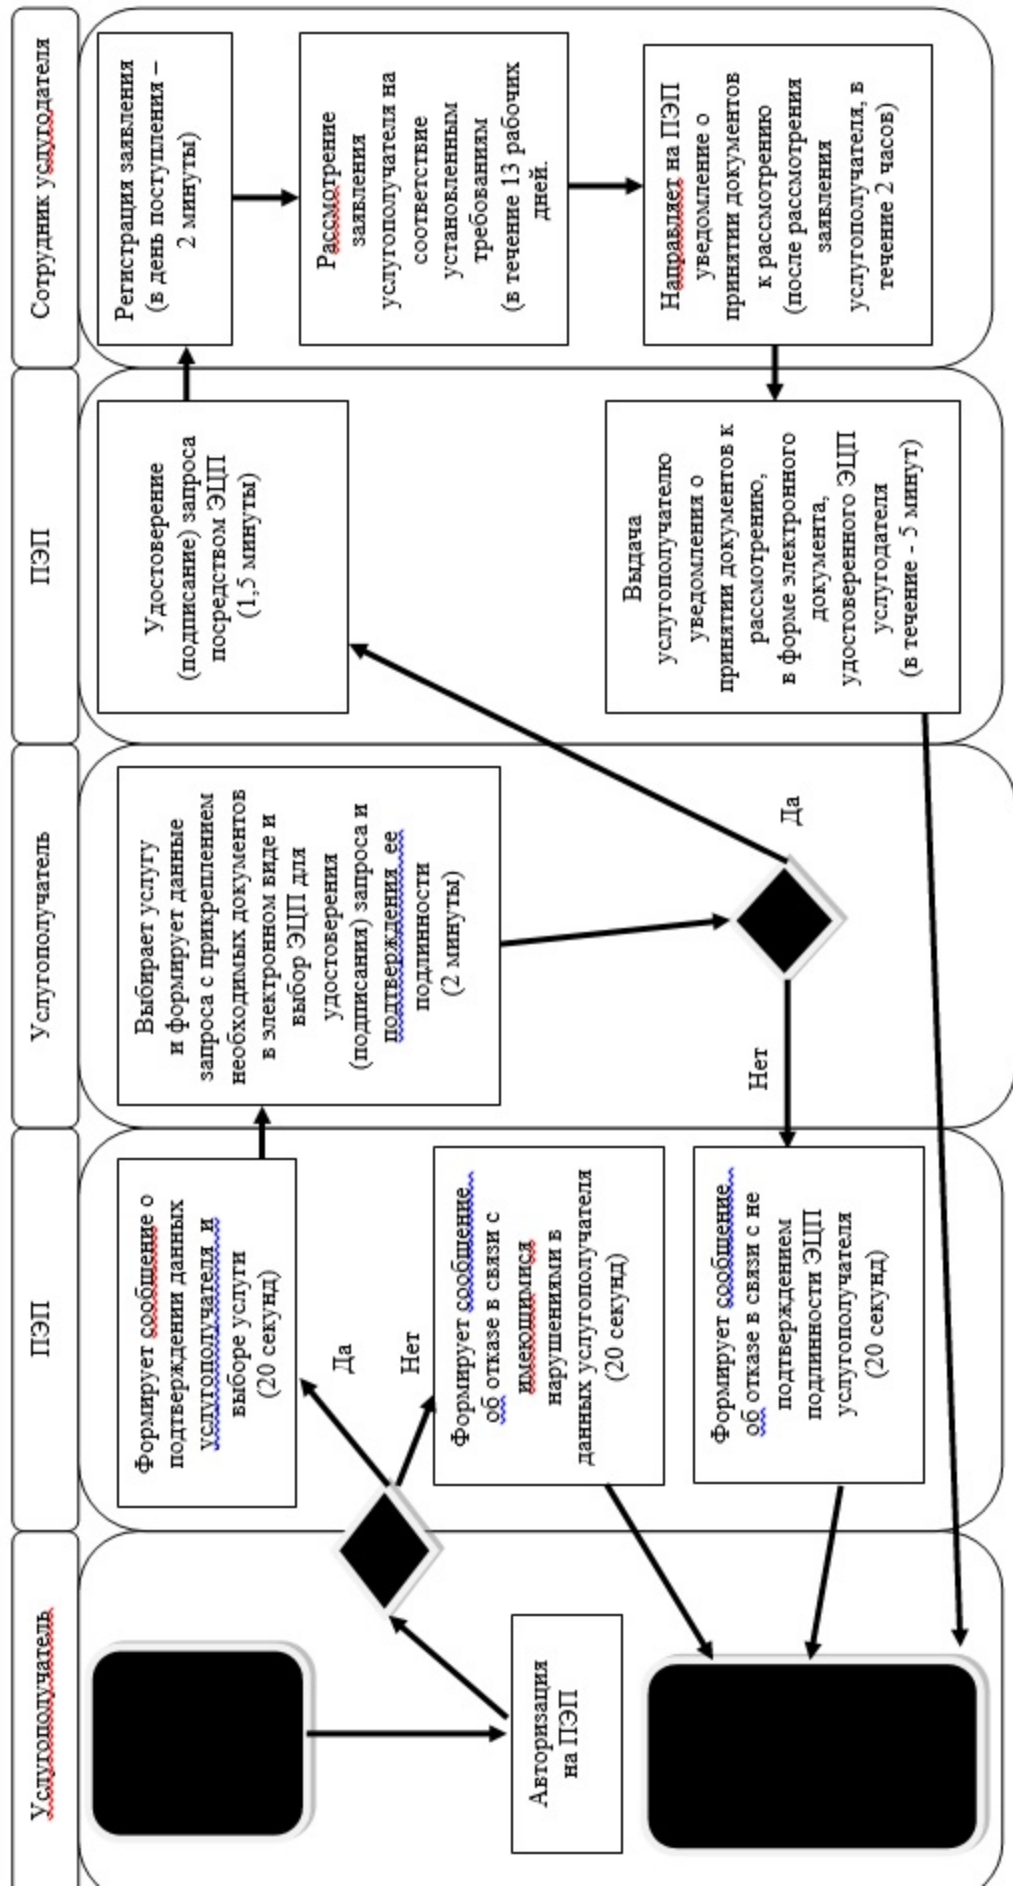 Услугополучатель
ПЭП
Услугополучатель
ПЭП
Сотрудник услугодателя
Авторизация
на ПЭП
Формирует сообщение о
подтверждении данных
услугополучателя и
выборе услуги
(20 секунд)
Да
Нет
Формирует сообщение
об отказе в связи с
имеющимися
нарушениями в
данных услугополучателя
(20 секунд)
Формирует сообщение
об отказе в связи с не
подтверждением
подлинности ЭЦП
услугополучателя
(20 секунд)
Выбирает услугу
и формирует данные
запроса с прикреплением
необходимых документов
в электронном виде и
выбор ЭЦП для
удостоверения
(подписания) запроса и
подтверждения ее
подлинности
(2 минуты)
Нет
Да
Удостоверение
(подписание) запроса
посредством ЭЦП
(1,5 минуты)
Выдача
услугополучателю
уведомления о
принятии документов к
рассмотрению,
в форме электронного
документа,
удостоверенного ЭЦП
услугодателя
(в течение - 5 минут)
Регистрация заявления
(в день поступления –
2 минуты)
Рассмотрение
заявления
услугополучателя на
соответствие
установленным
требованиям
(в течение 13 рабочих
дней.
Направляет на ПЭП
уведомление о
принятии документов
к рассмотрению
(после рассмотрения
заявления
услугополучателя, в
течение 2 часов)